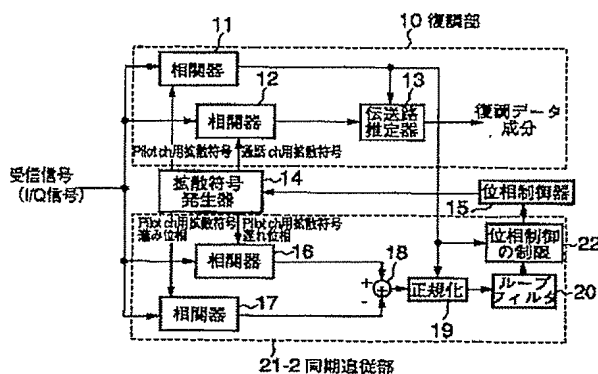 10 復調部
11
相関器
12
相関器
13
伝送路
推定器
復調データ
成分
Pilot ch用拡散符号
通話 ch用拡散符号
受信信号
(I/Q信号)
拡散符号
発生器
14
位相制御器
15
Pilot ch用拡散符号
進み位相
Pilot ch用拡散符号
遅れ位相
16
相関器
17
相関器
+
-
18
正規化
19
位相制御
の制限
22
ループ
フィルタ
20
21-2 同期追従部